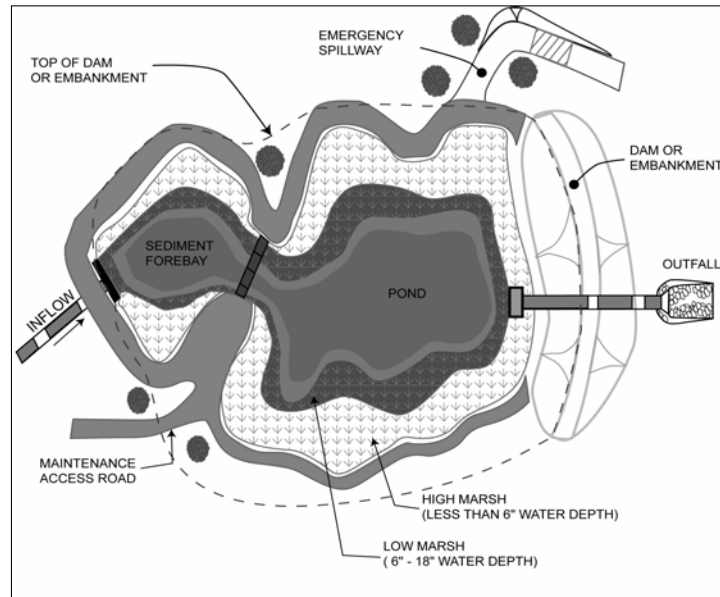 EMERGENCY
SPILLWAY
TOP OF DAM
OR EMBANKMENT
DAM OR
EMBANKMENT
SEDIMENT
FOREBAY
OUTFALL
POND
INFLOW
MAINTENANCE
ACCESS ROAD
HIGH MARSH
(LESS THAN 6" WATER DEPTH)
LOW MARSH
( 6" - 18" WATER DEPTH)